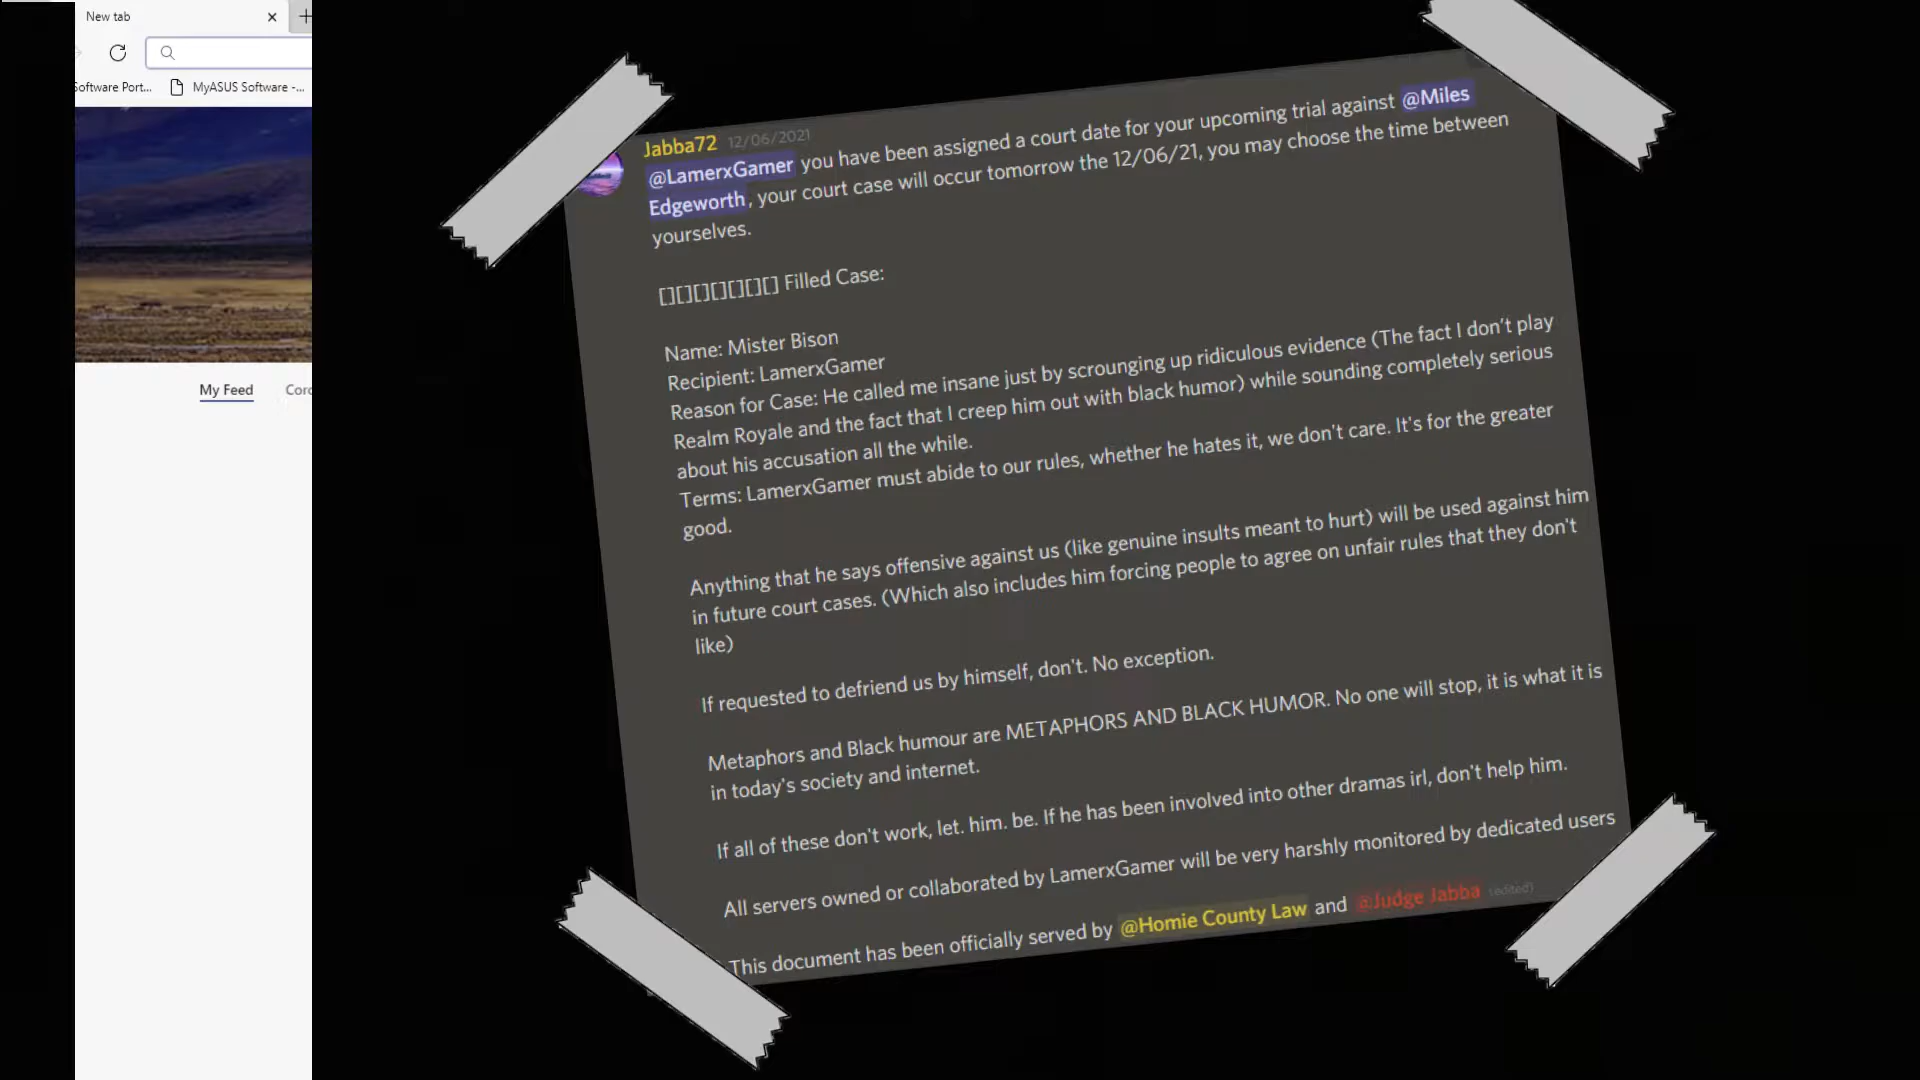 New tab
Software Port...
MyASUS Software -...
My Feed
Jabba72 12/06/2021
@LamerxGamer you have been assigned a court date for your upcoming trial against @Miles
Edgeworth, your court case will occur tomorrow the 12/06/21, you may choose the time between
yourselves.
[][][][][][][] Filled Case:
Name: Mister Bison
Recipient: LamerxGamer
Reason for Case: He called me insane just by scrounging up ridiculous evidence (The fact I don't play
Realm Royale and the fact that I creep him out with black humor) while sounding completely serious
about his accusation all the while.
Terms: LamerxGamer must abide to our rules, whether he hates it, we don't care. It's for the greater
good.
Anything that he says offensive against us (like genuine insults meant to hurt) will be used against him
in future court cases. (Which also includes him forcing people to agree on unfair rules that they don't
like)
If requested to defriend us by himself, don't. No exception.
Metaphors and Black humour are METAPHORS AND BLACK HUMOR. No one will stop, it is what it is
in today's society and internet.
If all of these don't work, let. him. be. If he has been involved into other dramas irl, don't help him.
All servers owned or collaborated by LamerxGamer will be very harshly monitored by dedicated users
This document has been officially served by @Homie County Law and @Judge Jabba (edited)